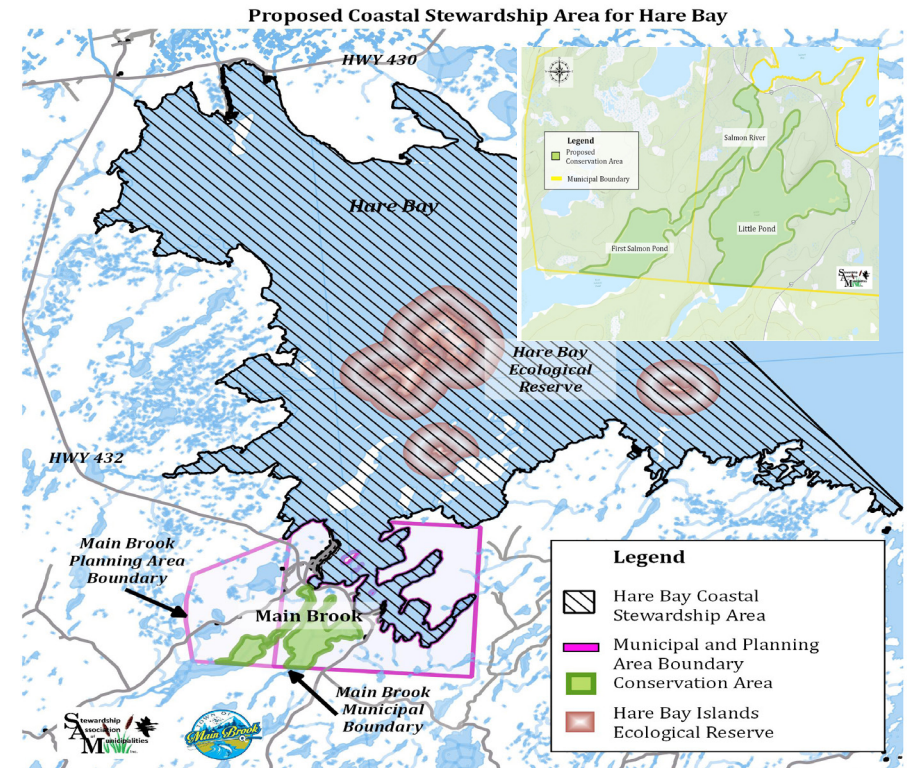 Proposed Coastal Stewardship Area for Hare Bay
HWY 430
Legend
Proposed
Conservation Area
Municipal Boundary
Salmon River
Little Pond
First Salmon Pond
Hare Bay
Hare Bay
Ecological
Reserve
HWY 432
Main Brook
Planning Area
Boundary
Main Brook
Main Brook
Municipal
Boundary
Legend
Hare Bay Coastal
Stewardship Area
Municipal and Planning
Area Boundary
Conservation Area
Hare Bay Islands
Ecological Reserve
Stewardship
Association
of
Municipalities
TOWN OF
Main Brook